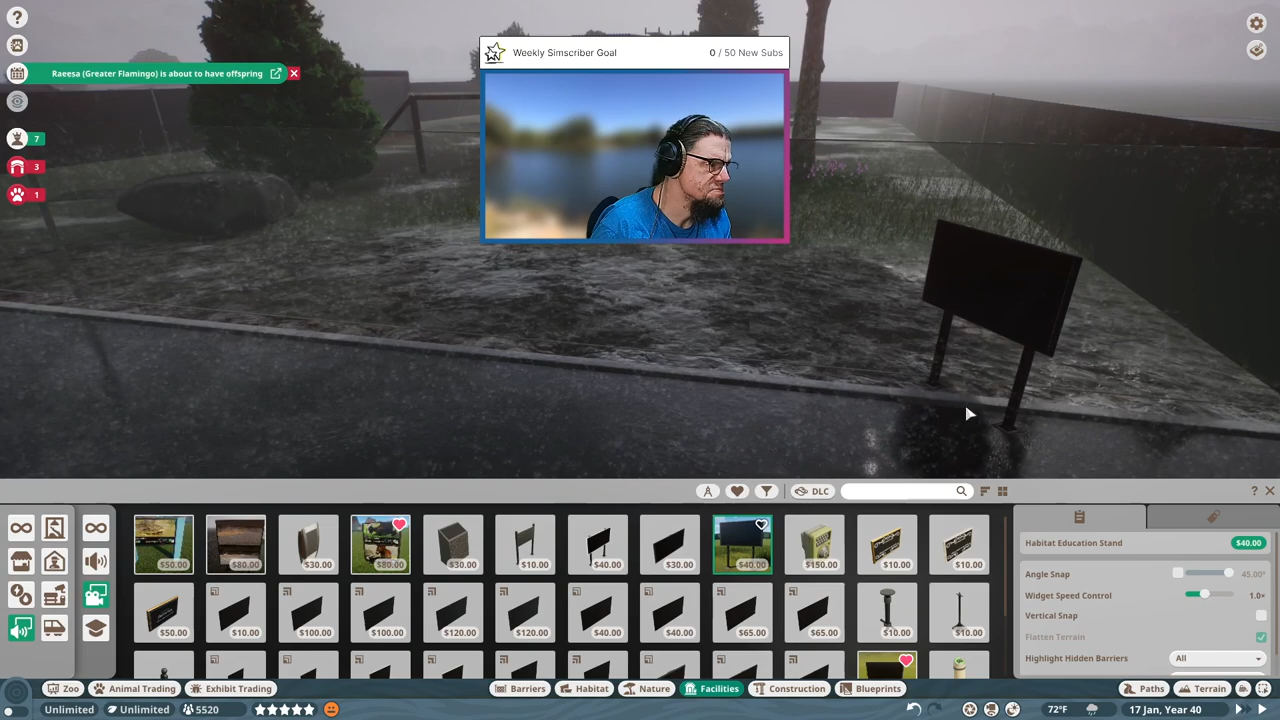 Weekly Simscriber Goal 0 / 50 New Subs
Raeesa (Greater Flamingo) is about to have offspring
7
3
1
DLC
?
$50.00 $80.00 $30.00 $80.00 $30.00 $10.00 $40.00 $30.00 $40.00 $150.00 $10.00 $10.00
$50.00 $10.00 $100.00 $100.00 $120.00 $120.00 $40.00 $40.00 $65.00 $65.00 $10.00 $10.00
Habitat Education Stand $40.00
Angle Snap 45.00°
Widget Speed Control 1.0×
Vertical Snap
Flatten Terrain
Highlight Hidden Barriers All
Zoo Animal Trading Exhibit Trading Barriers Habitat Nature Facilities Construction Blueprints Paths Terrain
Unlimited Unlimited 5520 72°F 17 Jan, Year 40